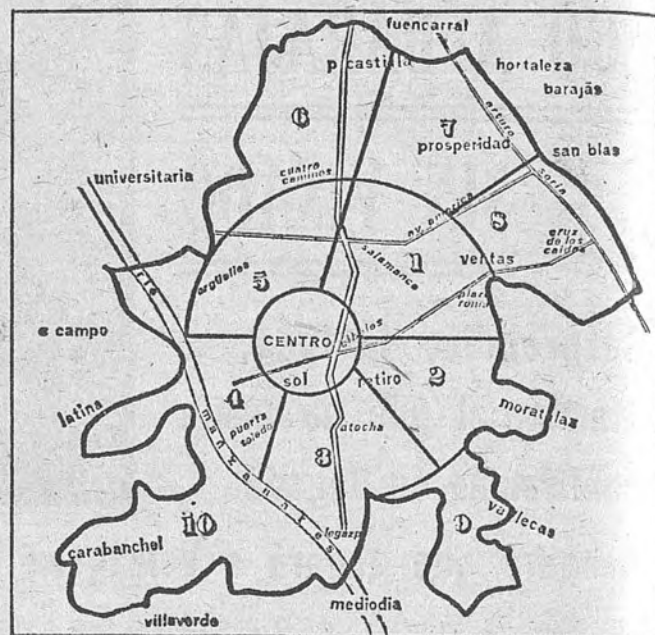 fuencarral
p castilla
hortaleza
barajás
6
7
arturo
prosperidad
san blas
cuatro
caminos
universitaria
soria
av. america
8
cruz
de los
caidos
salamanca
1
ventas
argüelles
5
plaza
roma
rio
CENTRO
cibeles
c campo
sol
retiro
2
4
latina
puerta
toledo
moratalaz
atocha
manzanares
3
vallecas
9
10
legazpi
carabanchel
mediodia
villaverde